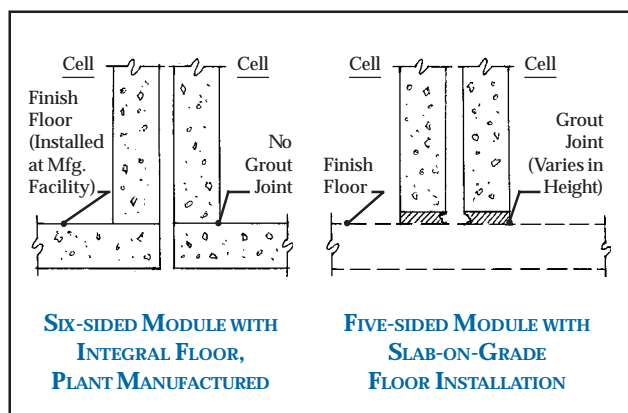 Cell
Cell
Finish
Floor
(Installed
at Mfg.
Facility)
No
Grout
Joint
SIX-SIDED MODULE WITH
INTEGRAL FLOOR,
PLANT MANUFACTURED
Cell
Cell
Finish
Floor
Grout
Joint
(Varies in
Height)
FIVE-SIDED MODULE WITH
SLAB-ON-GRADE
FLOOR INSTALLATION